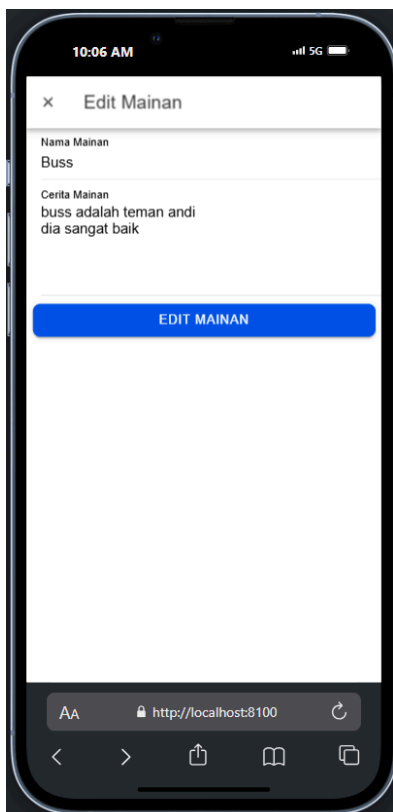 10:06 AM
5G
× Edit Mainan
Nama Mainan
Buss
Cerita Mainan
buss adalah teman andi
dia sangat baik
EDIT MAINAN
AA http://localhost:8100